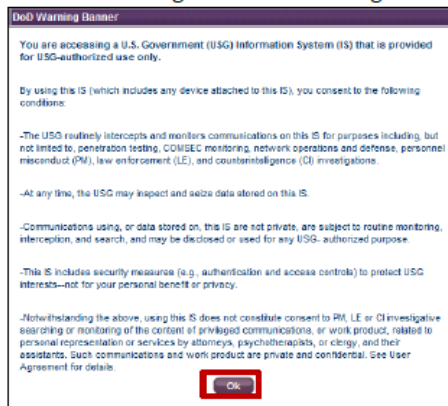 DoD Warning Banner
You are accessing a U.S. Government (USG) Information System (IS) that is provided
for USG-authorized use only.
By using this IS (which includes any device attached to this IS), you consent to the following
conditions:
-The USG routinely intercepts and monitors communications on this IS for purposes including, but
not limited to, penetration testing, COMSEC monitoring, network operations and defense, personnel
misconduct (PM), law enforcement (LE), and counterintelligence (CI) investigations.
-At any time, the USG may inspect and seize data stored on this IS.
-Communications using, or data stored on, this IS are not private, are subject to routine monitoring,
interception, and search, and may be disclosed or used for any USG- authorized purpose.
-This IS includes security measures (e.g., authentication and access controls) to protect USG
interests--not for your personal benefit or privacy.
-Notwithstanding the above, using this IS does not constitute consent to PM, LE or CI investigative
searching or monitoring of the content of privileged communications, or work product, related to
personal representation or services by attorneys, psychotherapists, or clergy, and their
assistants. Such communications and work product are private and confidential. See User
Agreement for details.
Ok